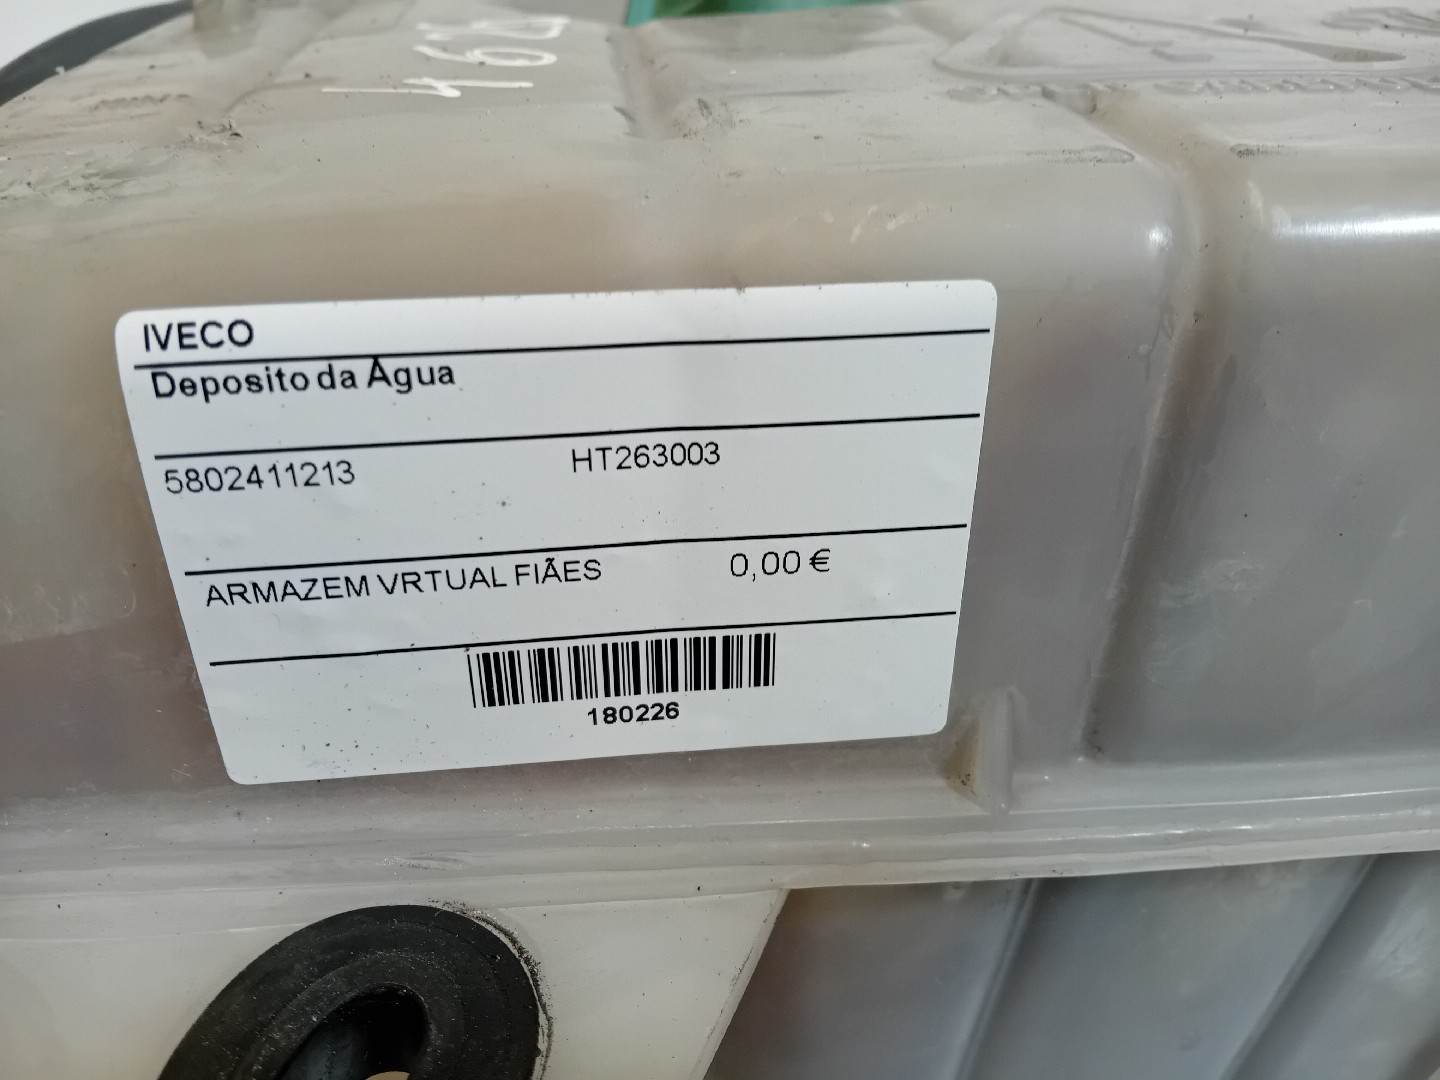 IVECO
Deposito da Água
5802411213 HT263003
ARMAZEM VRTUAL FIÃES 0,00 €
180226